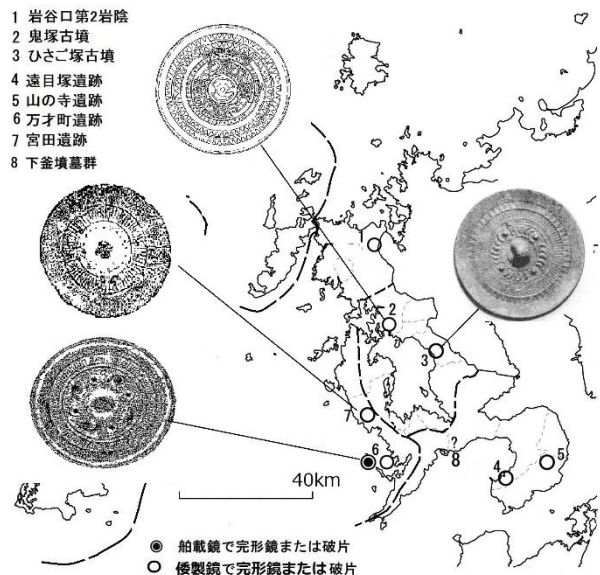 1 岩谷口第2岩陰
2 鬼塚古墳
3 ひさご塚古墳
4 遠目塚遺跡
5 山の寺遺跡
6 万才町遺跡
7 宮田遺跡
8 下釜墳墓群
2
3
7
6
?
8
4
5
40km
舶載鏡で完形鏡または破片
倭製鏡で完形鏡または破片